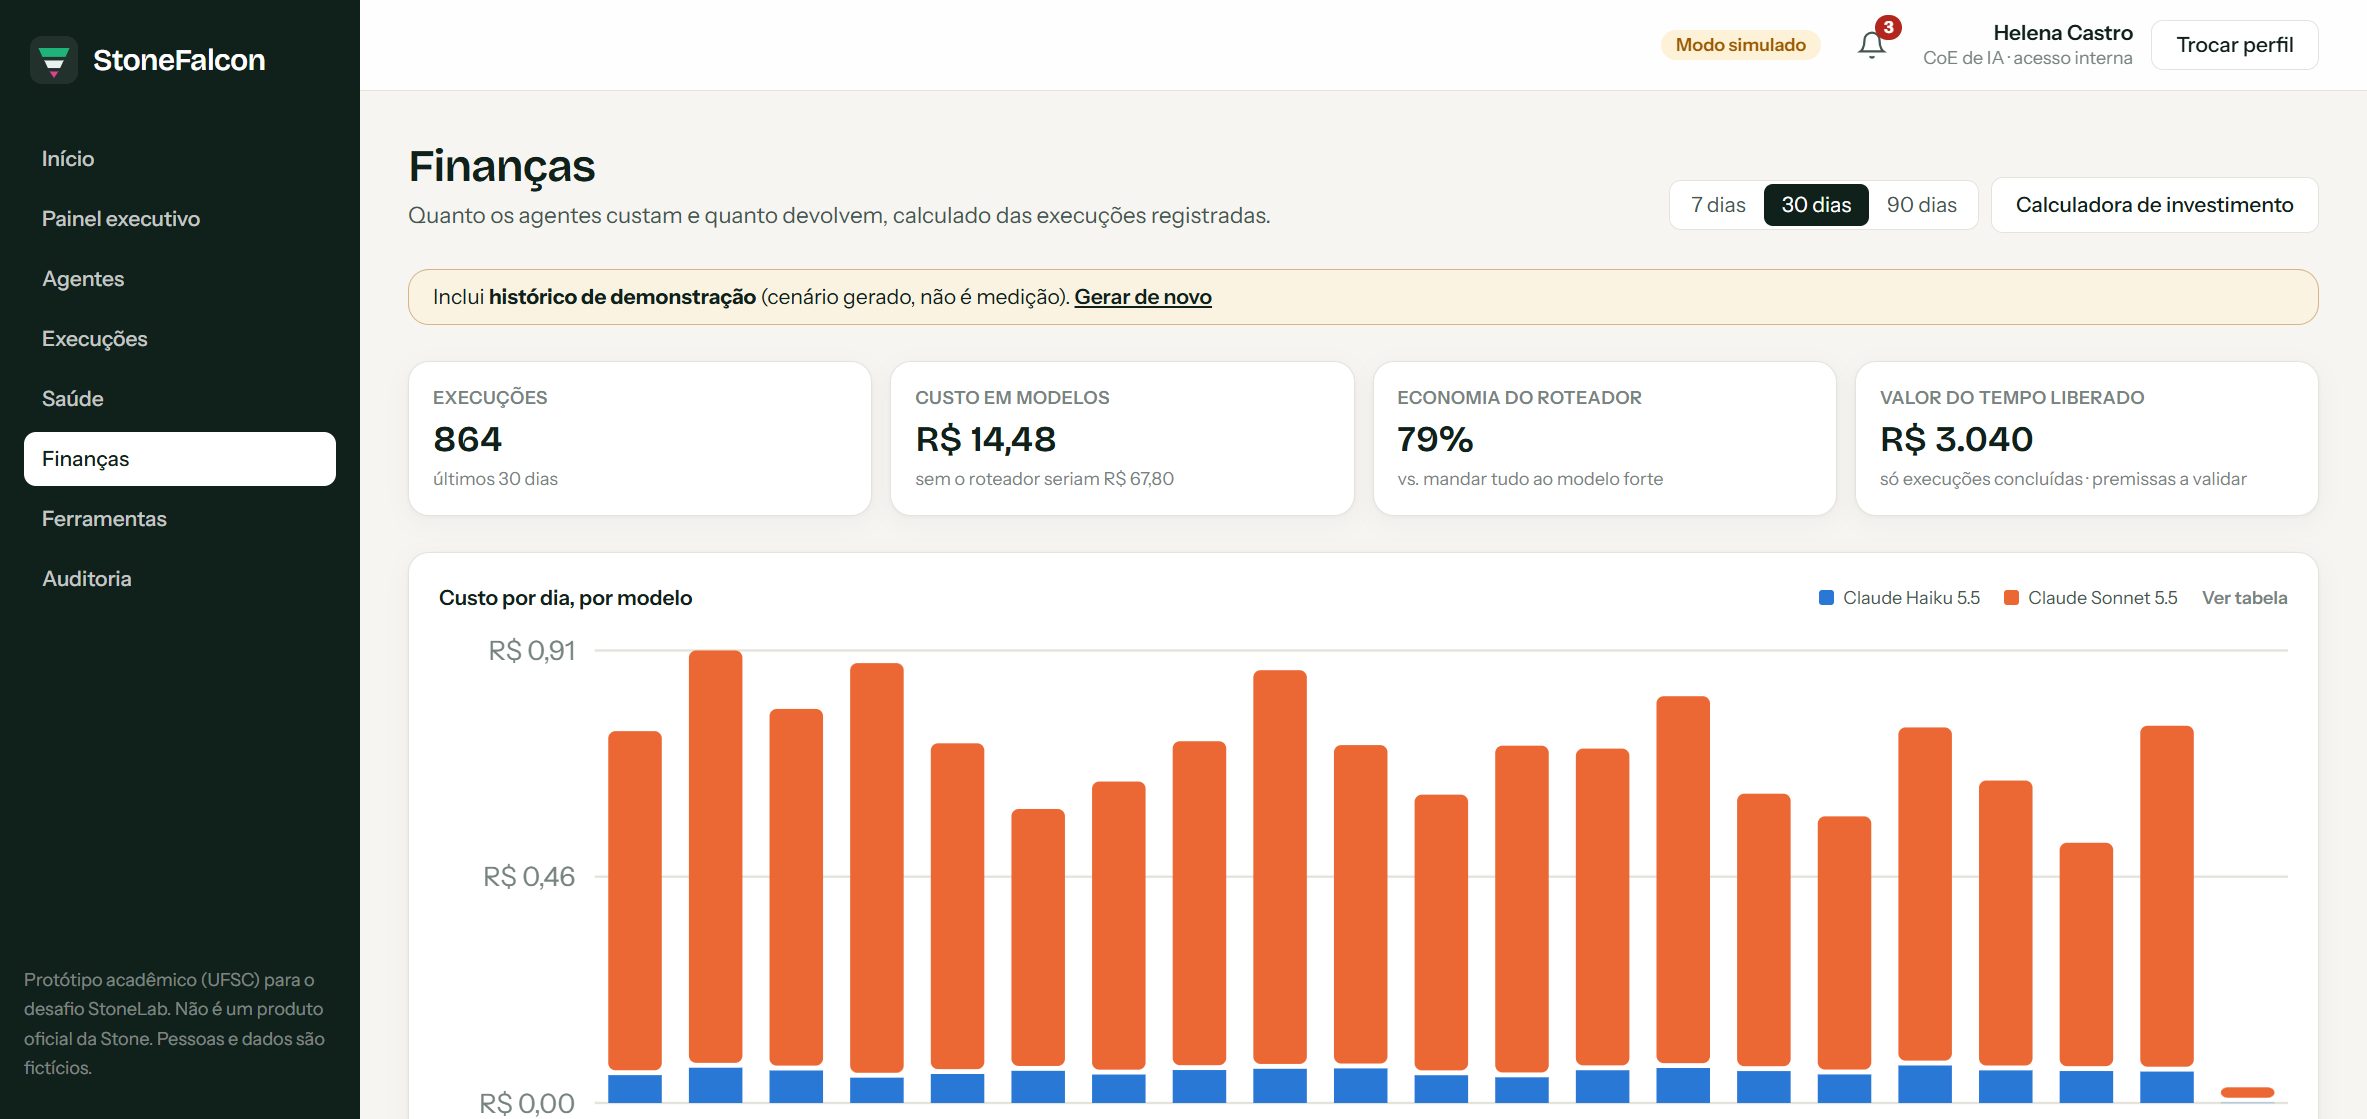 StoneFalcon
Início
Painel executivo
Agentes
Execuções
Saúde
Finanças
Ferramentas
Auditoria
Protótipo acadêmico (UFSC) para o
desafio StoneLab. Não é um produto
oficial da Stone. Pessoas e dados são
fictícios.
Modo simulado
3
Helena Castro
CoE de IA · acesso interna
Trocar perfil
Finanças
Quanto os agentes custam e quanto devolvem, calculado das execuções registradas.
7 dias
30 dias
90 dias
Calculadora de investimento
Inclui histórico de demonstração (cenário gerado, não é medição). Gerar de novo
EXECUÇÕES
864
últimos 30 dias
CUSTO EM MODELOS
R$ 14,48
sem o roteador seriam R$ 67,80
ECONOMIA DO ROTEADOR
79%
vs. mandar tudo ao modelo forte
VALOR DO TEMPO LIBERADO
R$ 3.040
só execuções concluídas · premissas a validar
Custo por dia, por modelo
Claude Haiku 5.5
Claude Sonnet 5.5
Ver tabela
R$ 0,91
R$ 0,46
R$ 0,00